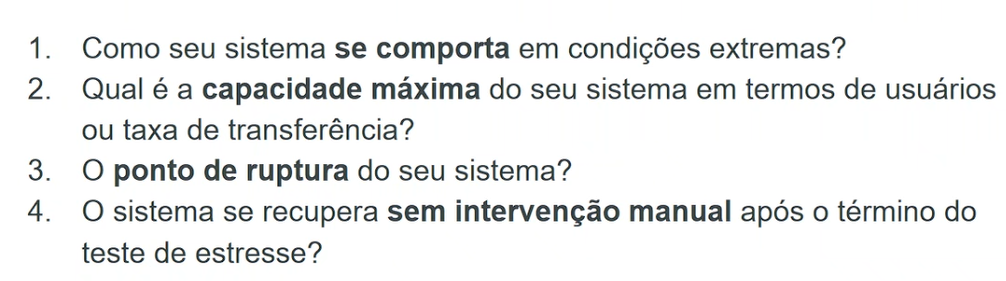 1. Como seu sistema se comporta em condições extremas?
2. Qual é a capacidade máxima do seu sistema em termos de usuários
ou taxa de transferência?
3. O ponto de ruptura do seu sistema?
4. O sistema se recupera sem intervenção manual após o término do
teste de estresse?